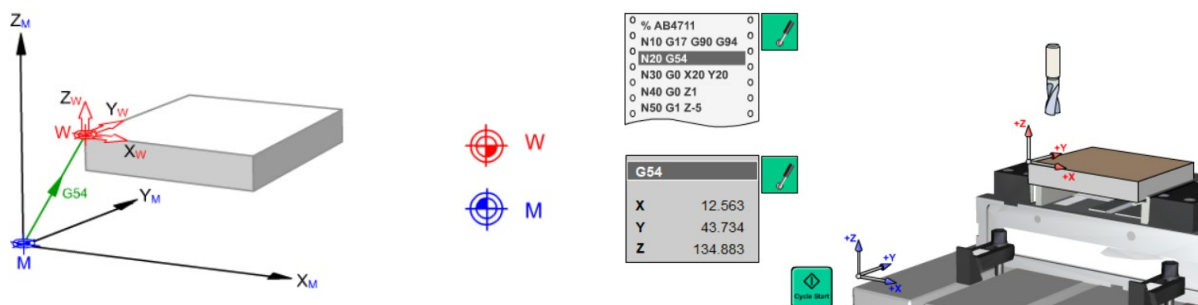 ZM
ZW
YW
W
XW
G54
YM
M
XM
W
M
% AB4711
N10 G17 G90 G94
N20 G54
N30 G0 X20 Y20
N40 G0 Z1
N50 G1 Z-5
G54
X 12.563
Y 43.734
Z 134.883
Cycle Start
+Z
+Y
+X
+Z
+Y
+X